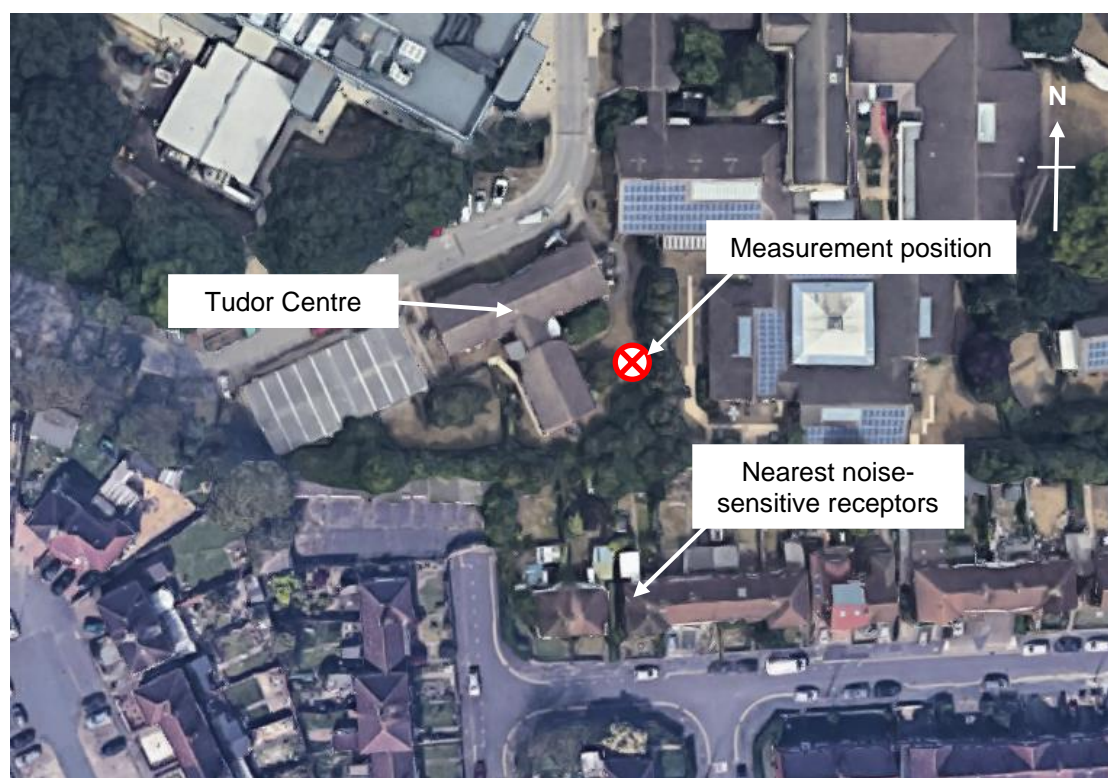 N
Measurement position
Tudor Centre
Nearest noise-
sensitive receptors